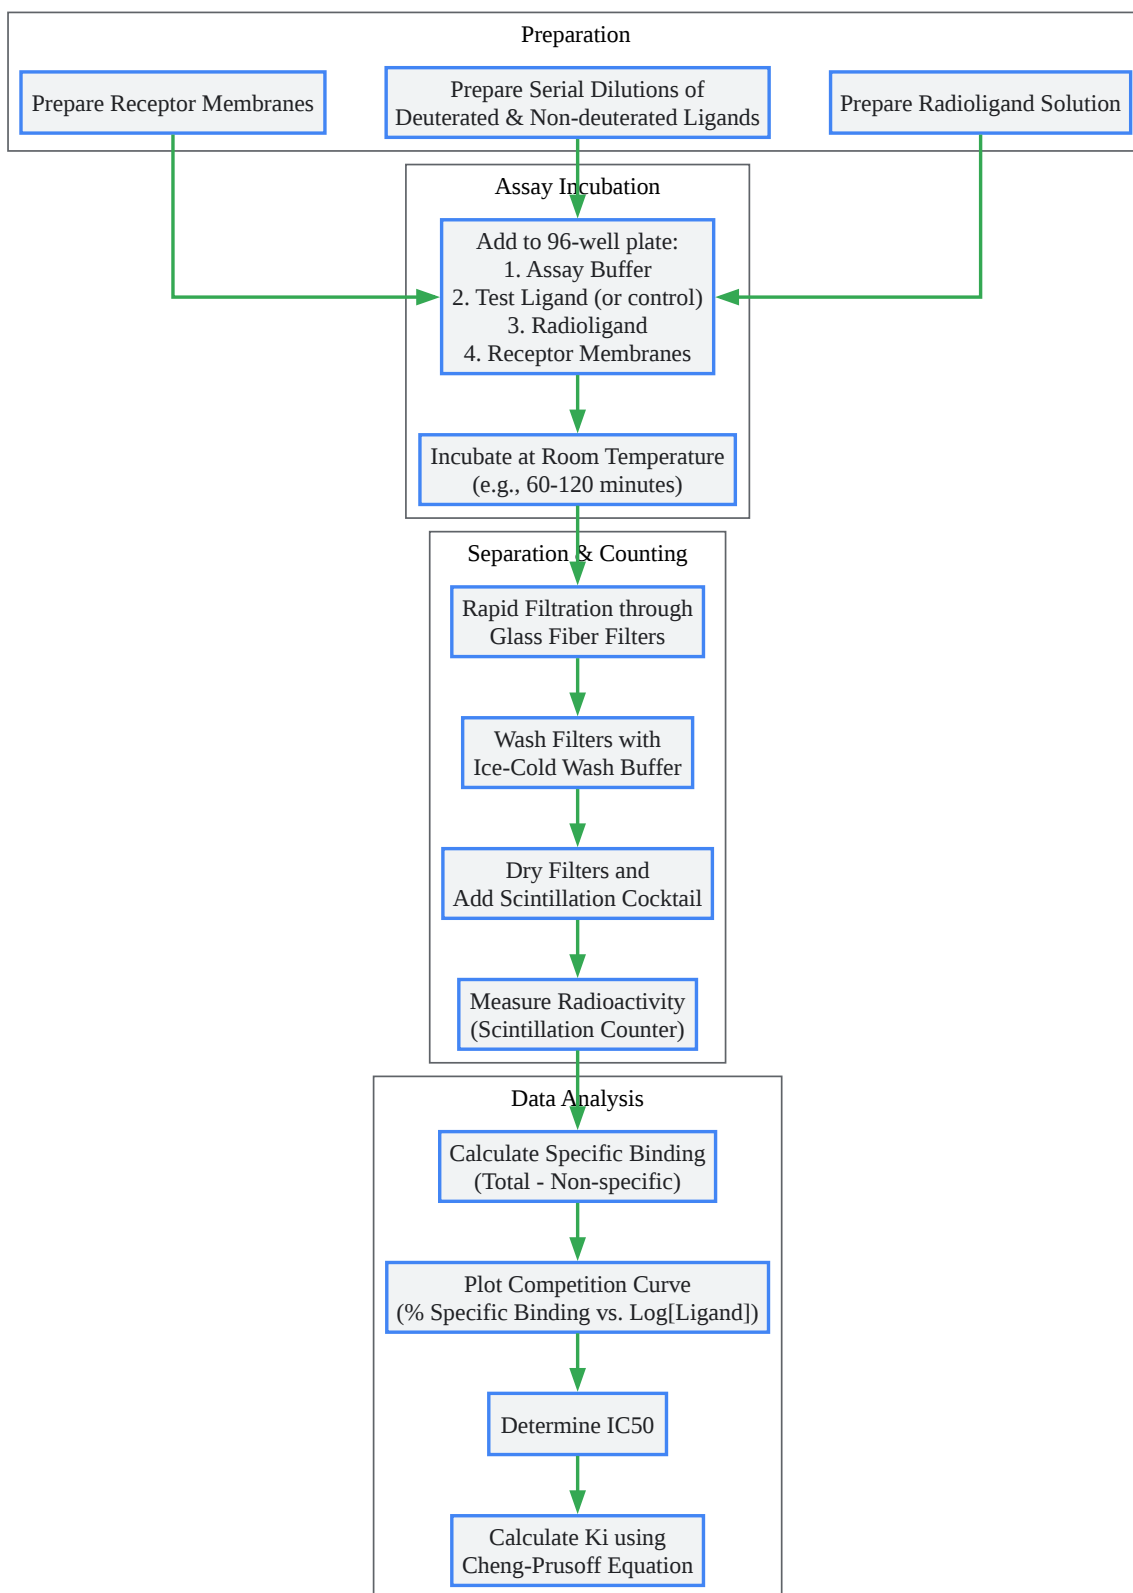 Preparation
Prepare Receptor Membranes
Prepare Serial Dilutions of
Deuterated & Non-deuterated Ligands
Prepare Radioligand Solution
Assay Incubation
Add to 96-well plate:
1. Assay Buffer
2. Test Ligand (or control)
3. Radioligand
4. Receptor Membranes
Incubate at Room Temperature
(e.g., 60-120 minutes)
Separation & Counting
Rapid Filtration through
Glass Fiber Filters
Wash Filters with
Ice-Cold Wash Buffer
Dry Filters and
Add Scintillation Cocktail
Measure Radioactivity
(Scintillation Counter)
Data Analysis
Calculate Specific Binding
(Total - Non-specific)
Plot Competition Curve
(% Specific Binding vs. Log[Ligand])
Determine IC50
Calculate Ki using
Cheng-Prusoff Equation